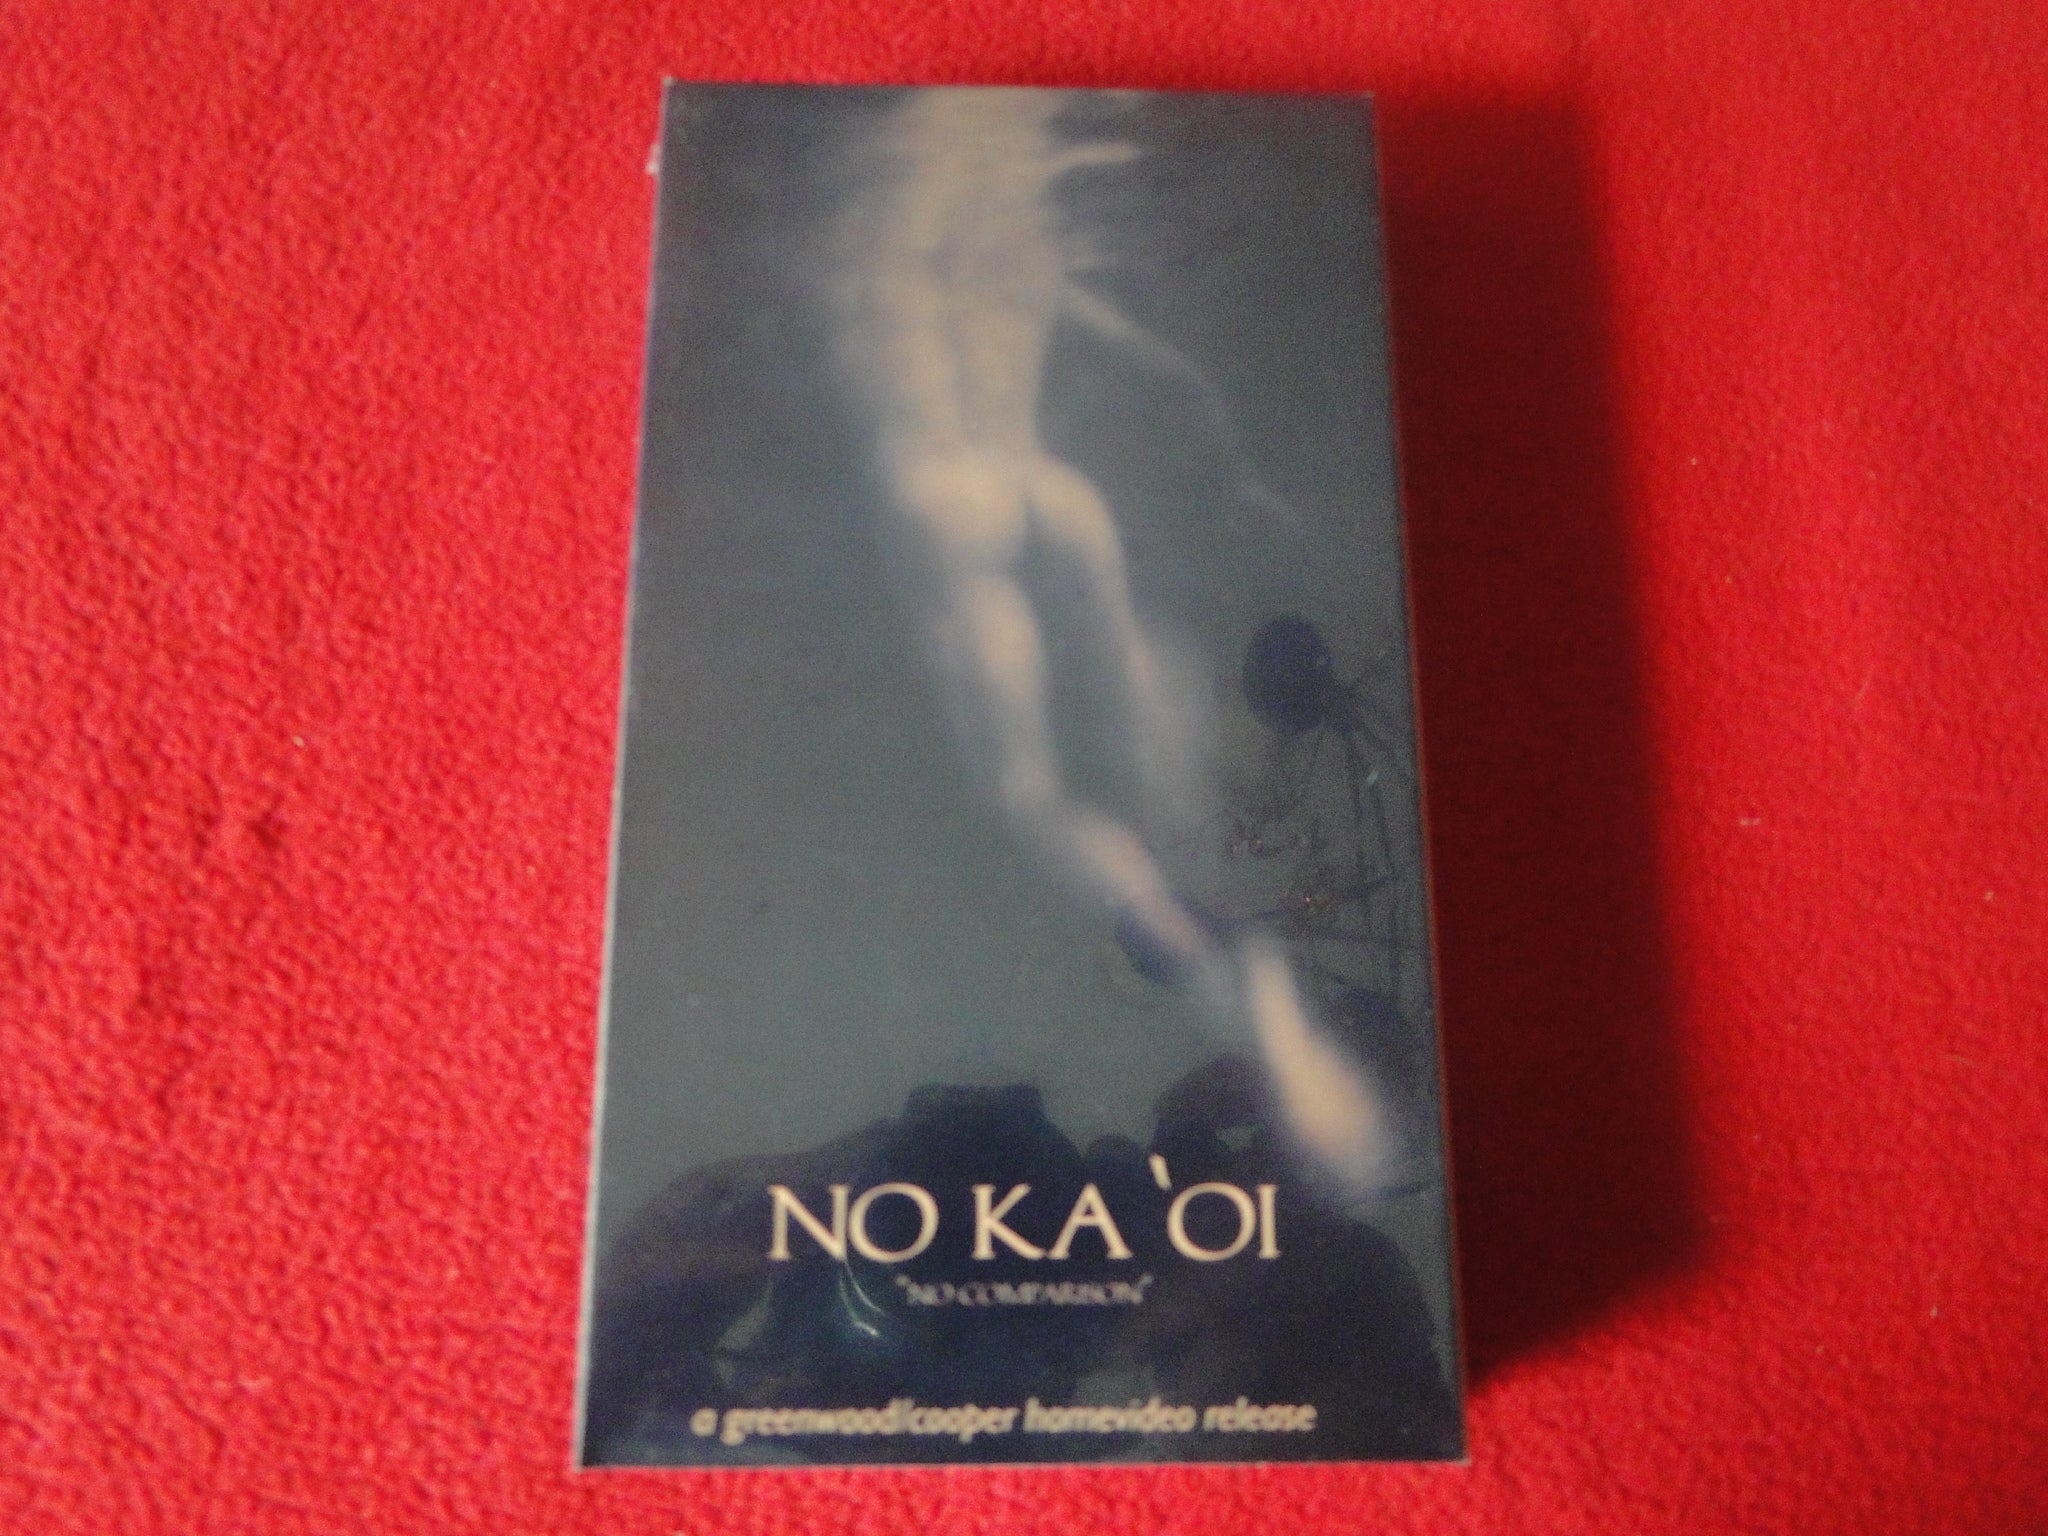 NO KA 'OI
"NO COMPARISON"
a greenwood/cooper homevideo release